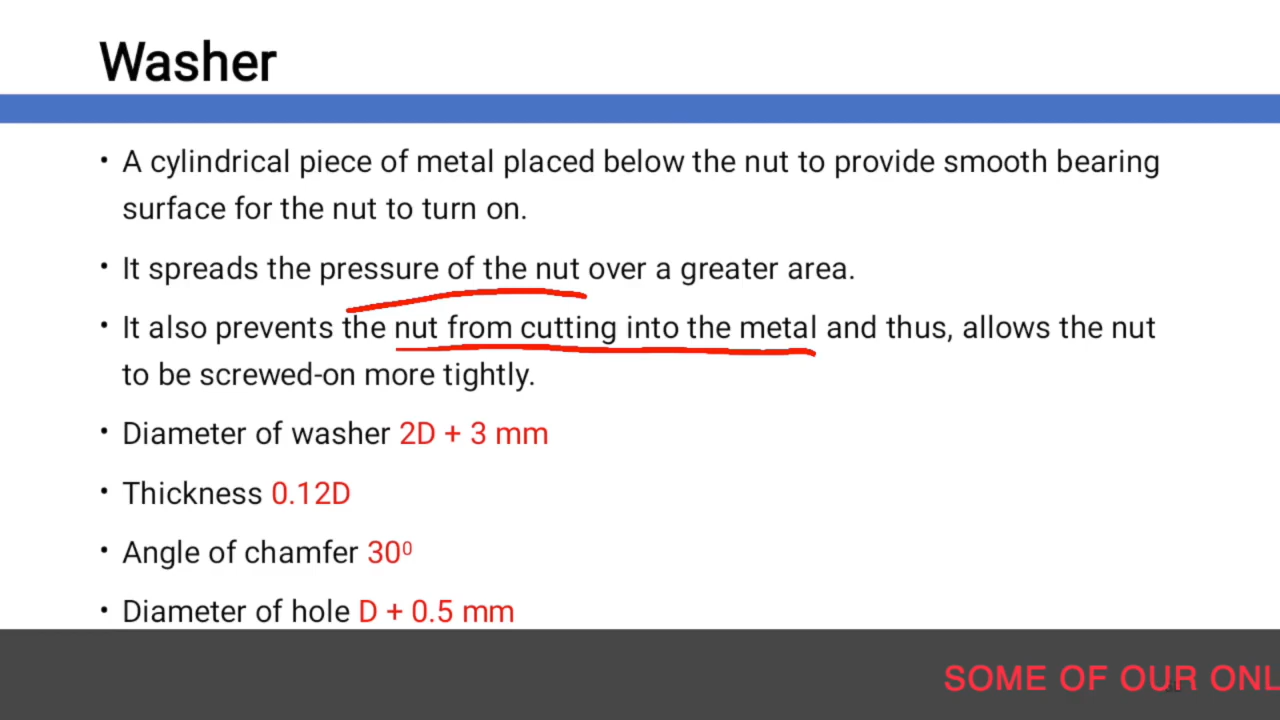 Washer
• A cylindrical piece of metal placed below the nut to provide smooth bearing
surface for the nut to turn on.
• It spreads the pressure of the nut over a greater area.
• It also prevents the nut from cutting into the metal and thus, allows the nut
to be screwed-on more tightly.
• Diameter of washer 2D + 3 mm
• Thickness 0.12D
• Angle of chamfer 30⁰
• Diameter of hole D + 0.5 mm
SOME OF OUR ONL